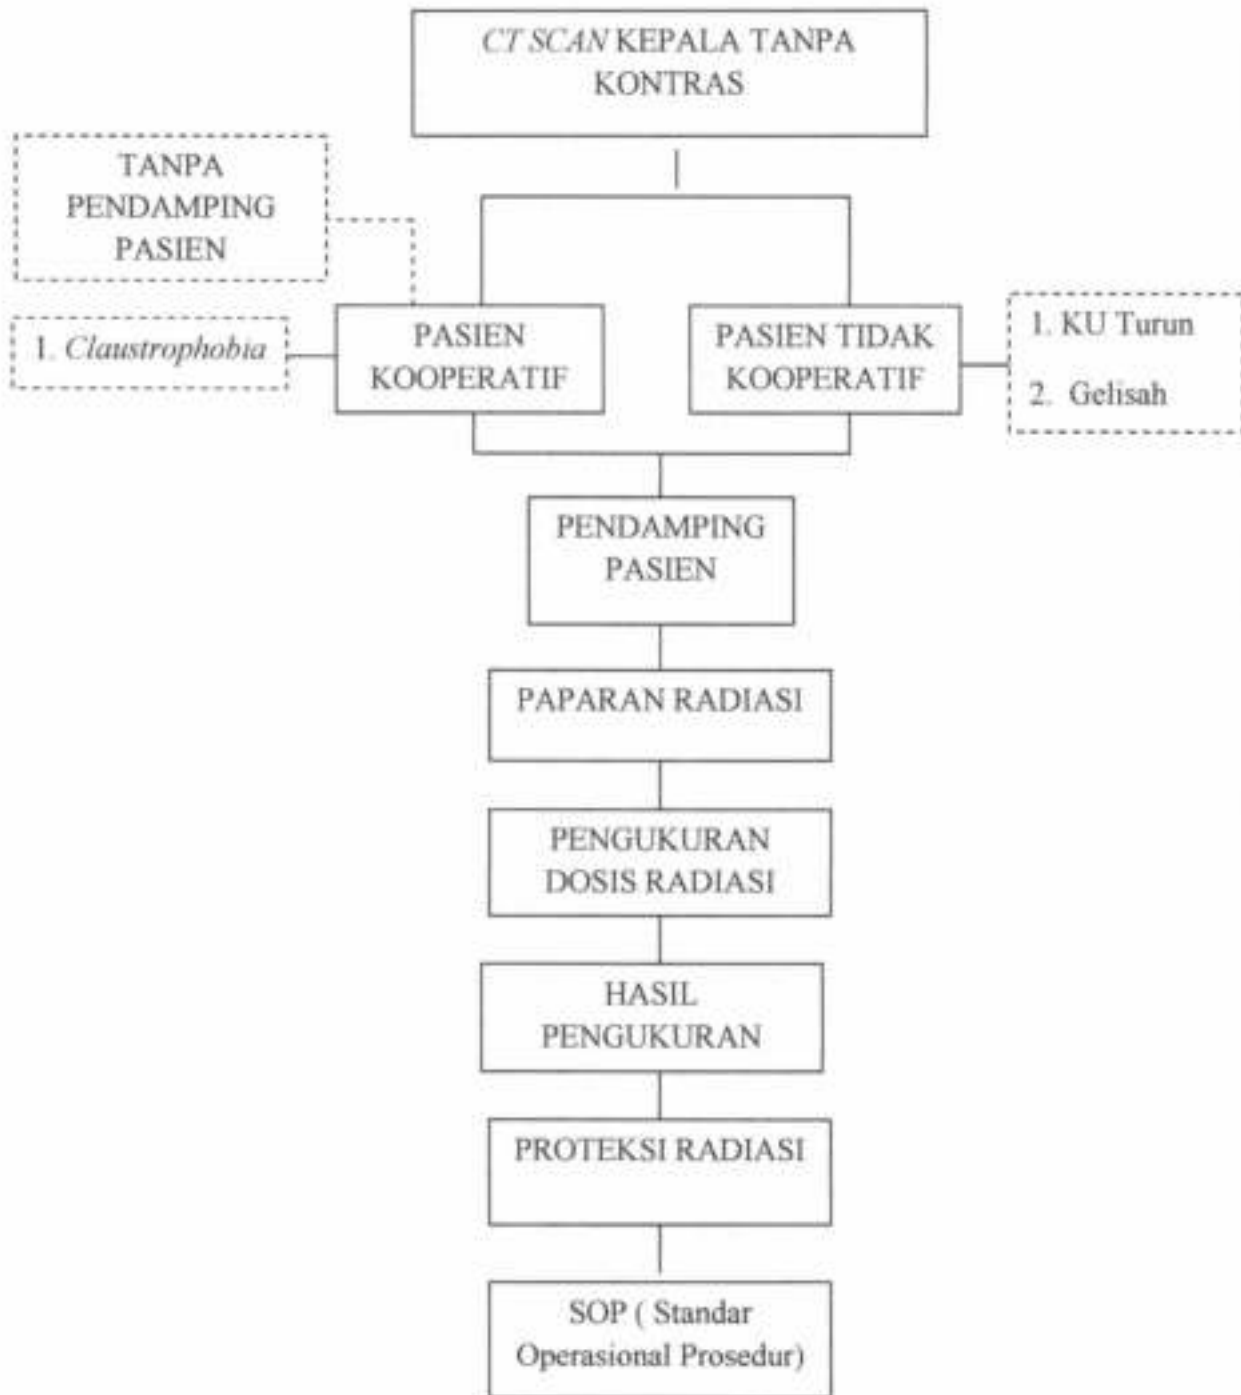 CT SCAN KEPALA TANPA
KONTRAS
TANPA
PENDAMPING
PASIEN
1. Claustrophobia
PASIEN
KOOPERATIF
PASIEN TIDAK
KOOPERATIF
1. KU Turun
2. Gelisah
PENDAMPING
PASIEN
PAPARAN RADIASI
PENGUKURAN
DOSIS RADIASI
HASIL
PENGUKURAN
PROTEKSI RADIASI
SOP ( Standar
Operasional Prosedur)